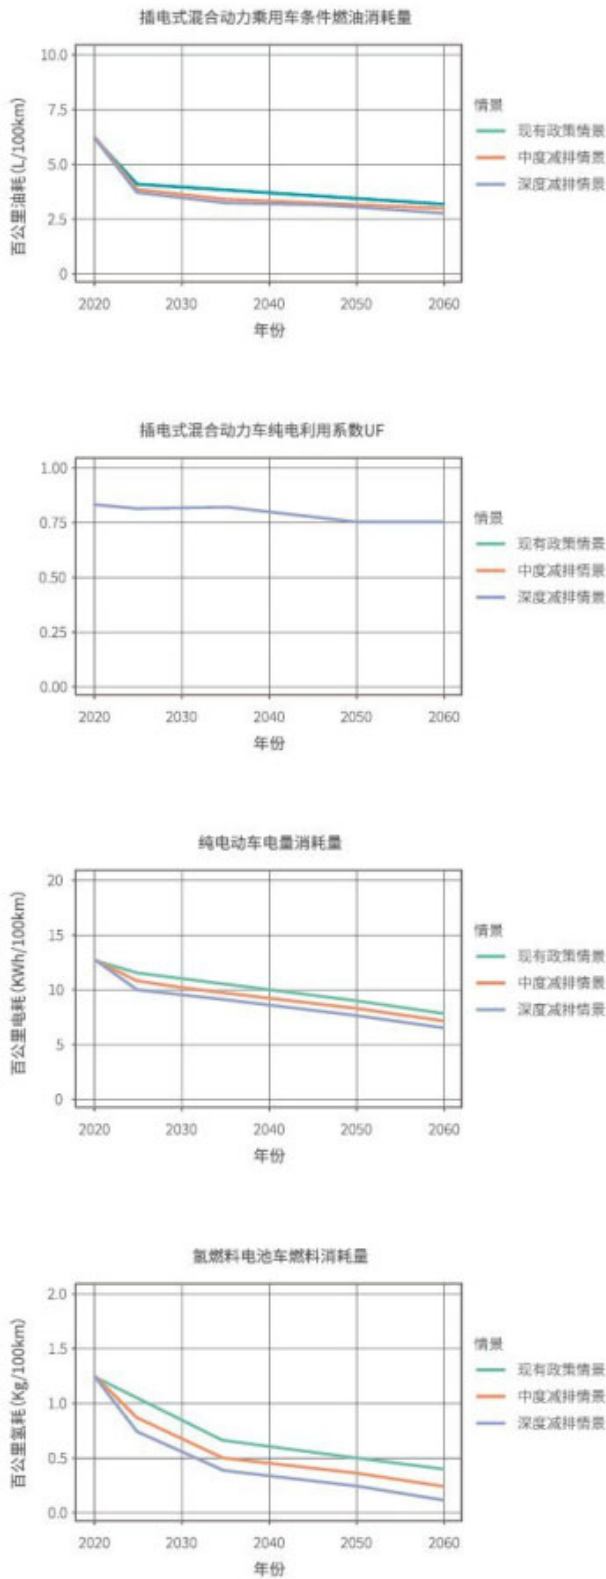 插电式混合动力乘用车条件燃油消耗量
百公里油耗(L/100km)
10.0
7.5
5.0
2.5
0
2020 2030 2040 2050 2060
年份
情景
现有政策情景
中度减排情景
深度减排情景
插电式混合动力车纯电利用系数UF
1.00
0.75
0.50
0.25
0.00
2020 2030 2040 2050 2060
年份
情景
现有政策情景
中度减排情景
深度减排情景
纯电动车电量消耗量
百公里电耗(KWh/100km)
20
15
10
5
0
2020 2030 2040 2050 2060
年份
情景
现有政策情景
中度减排情景
深度减排情景
氢燃料电池车燃料消耗量
百公里氢耗(Kg/100km)
2.0
1.5
1.0
0.5
0.0
2020 2030 2040 2050 2060
年份
情景
现有政策情景
中度减排情景
深度减排情景